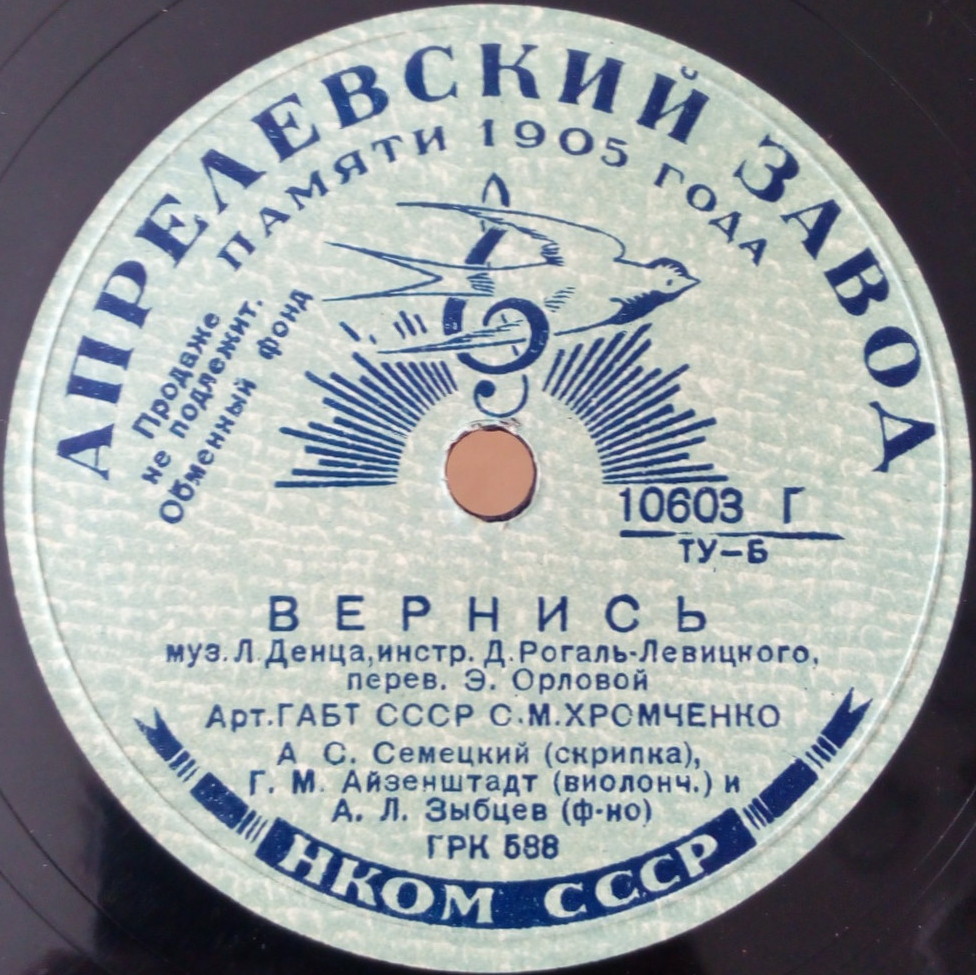 АПРЕЛЕВСКИЙ ЗАВОД
ПАМЯТИ 1905 ГОДА
Продаже
не подлежит.
Обменный фонд
10603 Г
ТУ-Б
ВЕРНИСЬ
муз. Л. Денца, инстр. Д. Рогаль-Левицкого,
перев. Э. Орловой
Арт. ГАБТ СССР С. М. ХРОМЧЕНКО
А С. Семецкий (скрипка),
Г. М. Айзенштадт (виолонч.) и
А. Л. Зыбцев (ф-но)
ГРК 588
НКОМ СССР